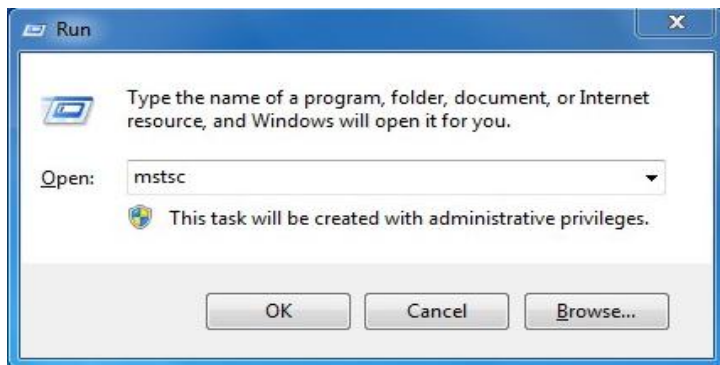 Run
x
Type the name of a program, folder, document, or Internet
resource, and Windows will open it for you.
Open: mstsc
This task will be created with administrative privileges.
OK Cancel Browse...